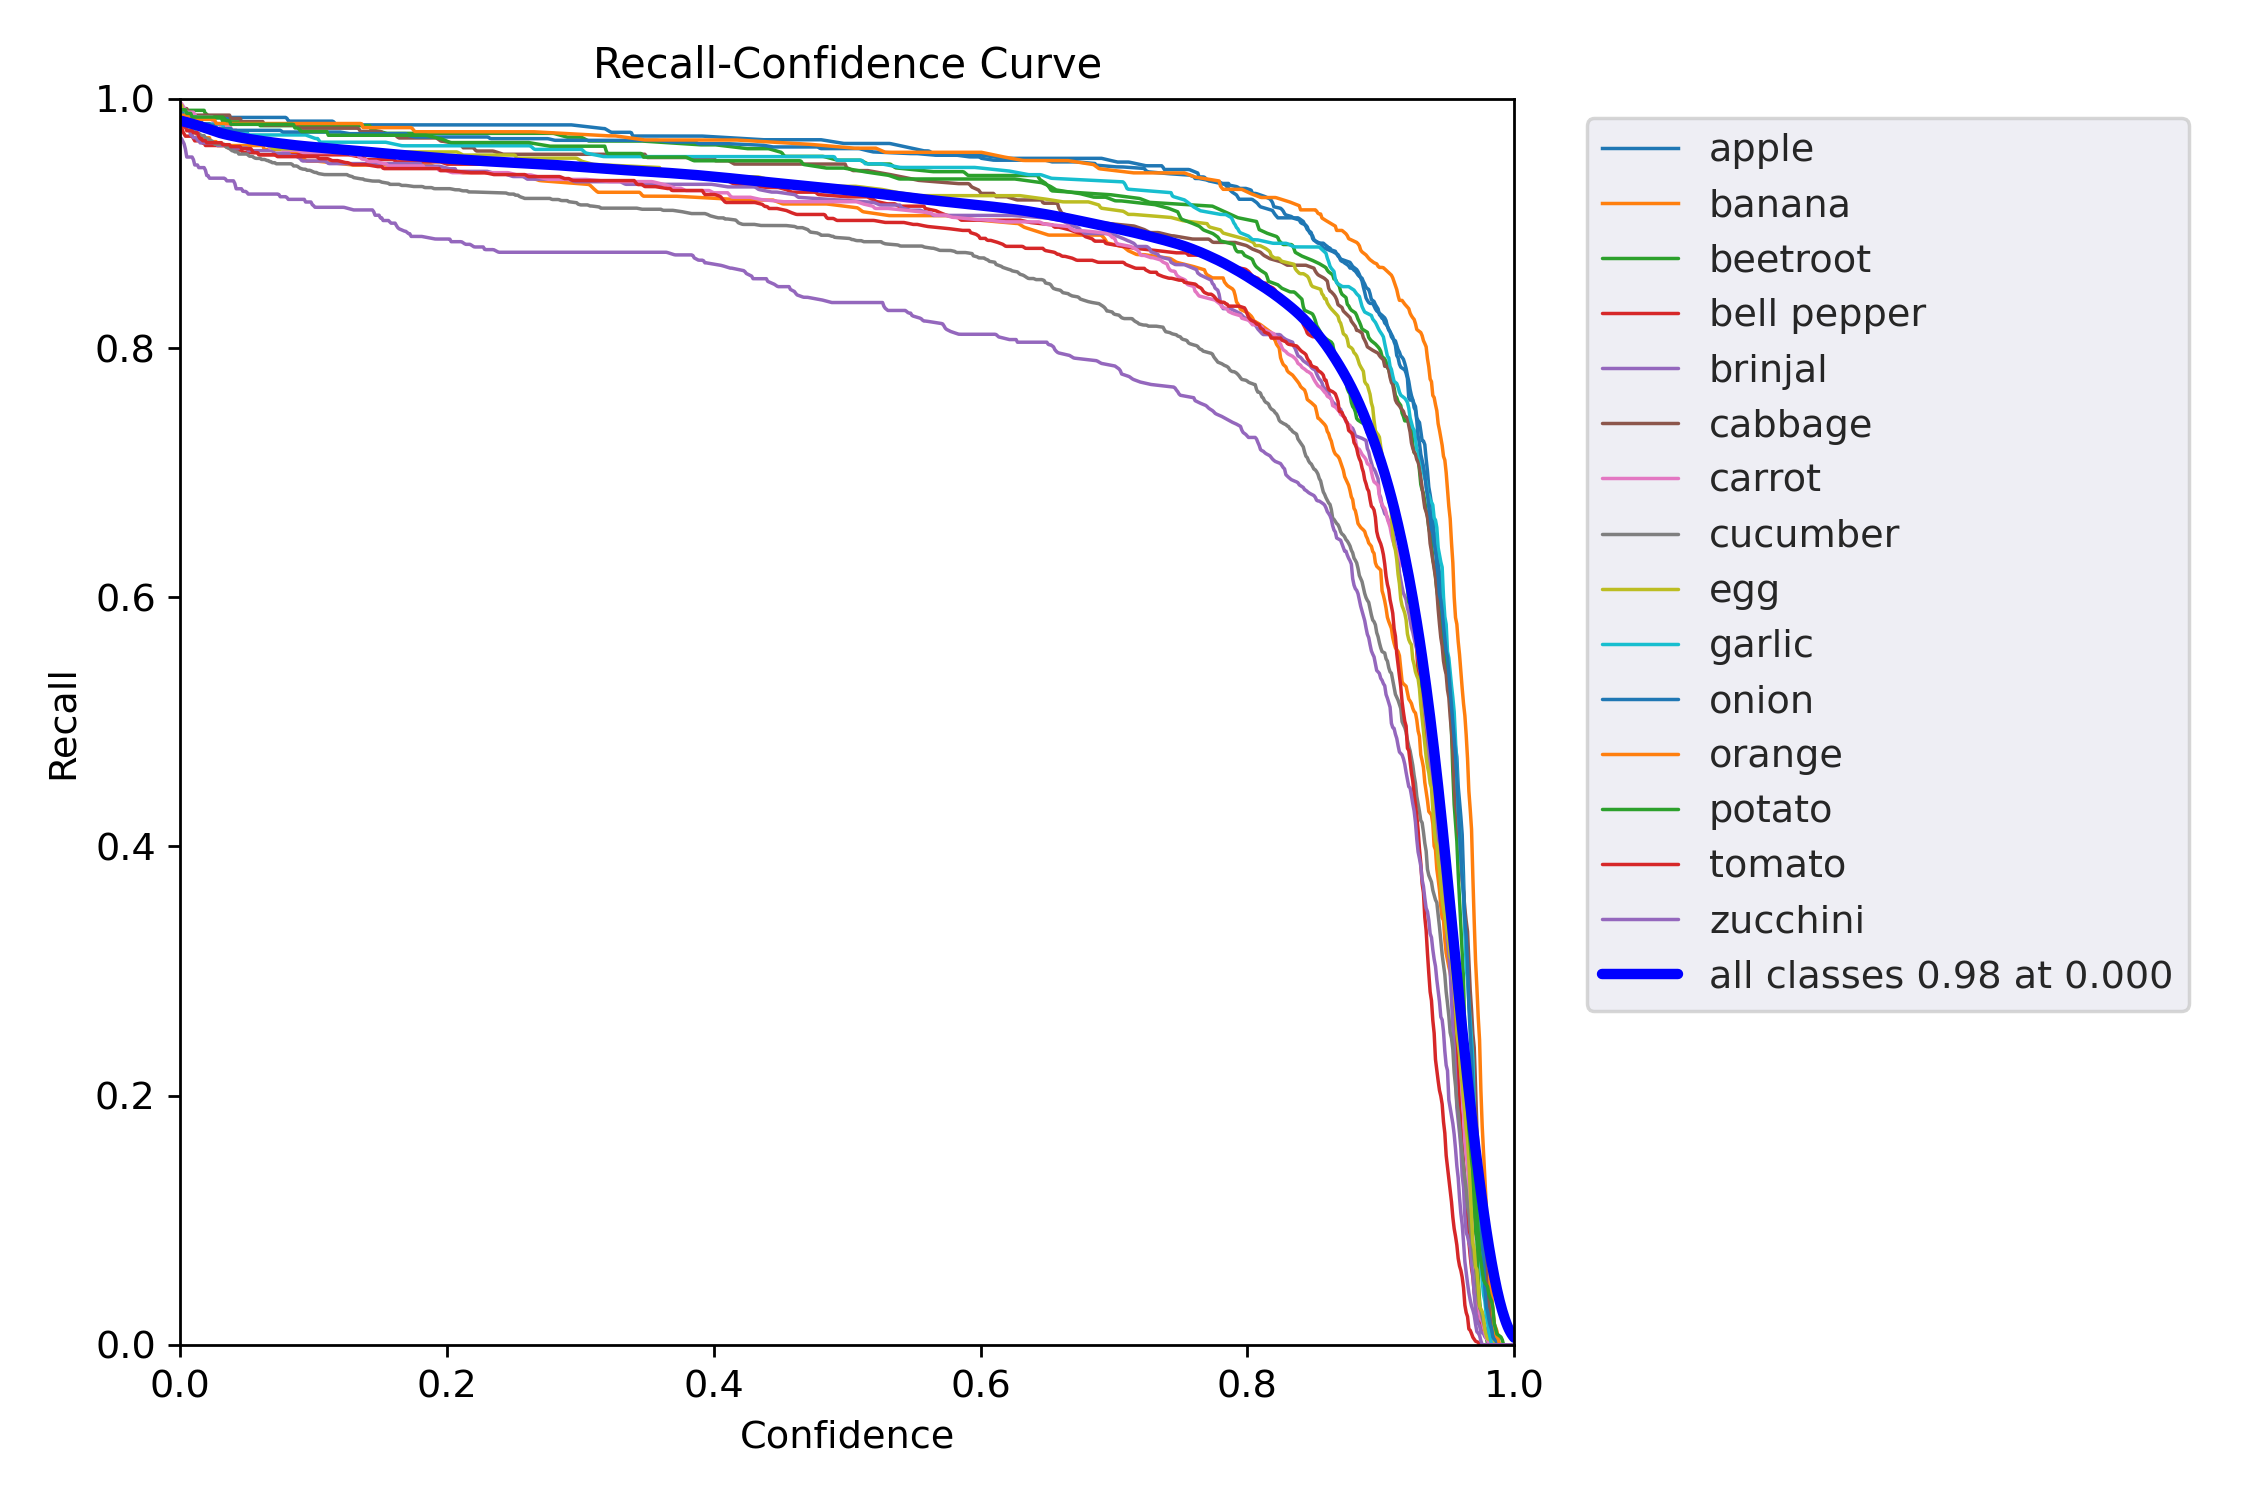 Recall-Confidence Curve
1.0
0.8
0.6
0.4
0.2
0.0
Recall
0.0 0.2 0.4 0.6 0.8 1.0
Confidence
apple
banana
beetroot
bell pepper
brinjal
cabbage
carrot
cucumber
egg
garlic
onion
orange
potato
tomato
zucchini
all classes 0.98 at 0.000